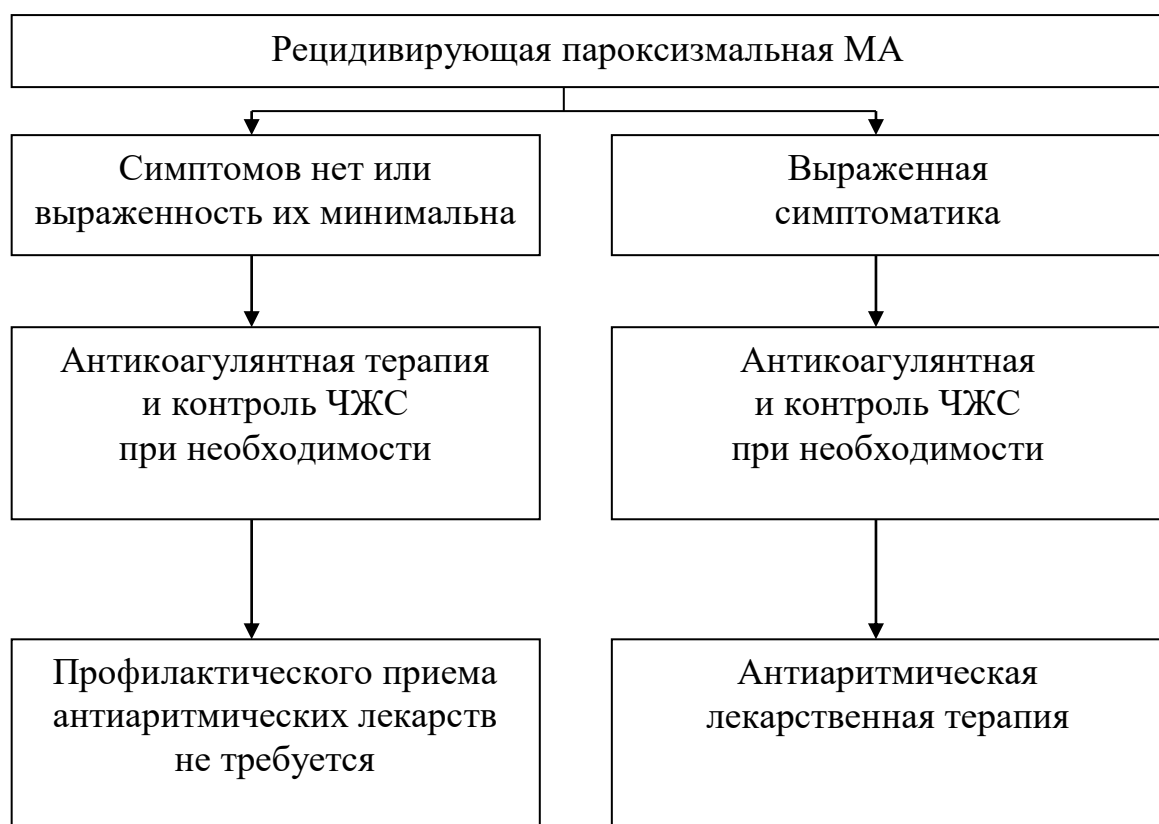 Рецидивирующая пароксизмальная МА
Симптомов нет или
выраженность их минимальна
Выраженная
симптоматика
Антикоагулянтная терапия
и контроль ЧЖС
при необходимости
Антикоагулянтная
и контроль ЧЖС
при необходимости
Профилактического приема
антиаритмических лекарств
не требуется
Антиаритмическая
лекарственная терапия